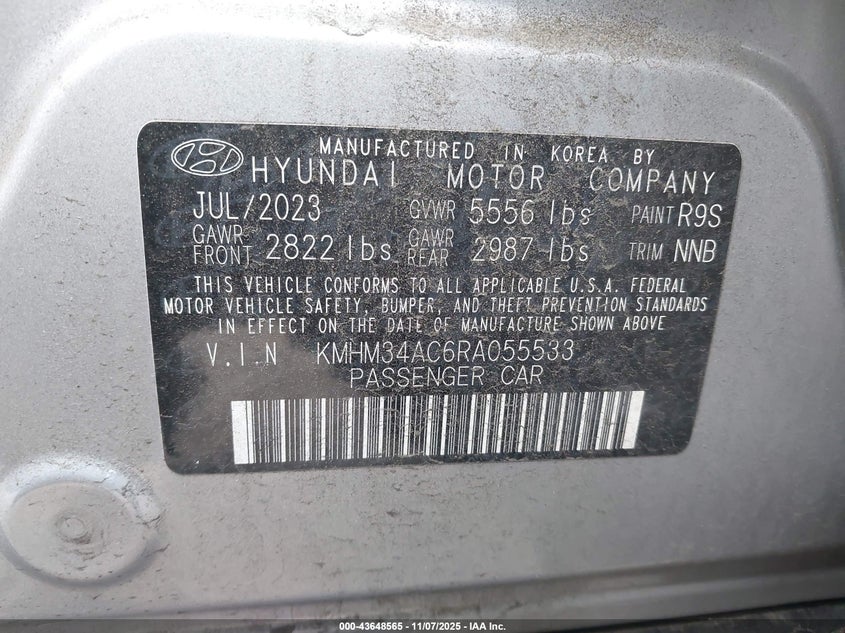 MANUFACTURED IN KOREA BY
HYUNDAI MOTOR COMPANY
JUL/2023 GVWR 5556 lbs PAINT R9S
GAWR FRONT 2822 lbs GAWR REAR 2987 lbs TRIM NNB
THIS VEHICLE CONFORMS TO ALL APPLICABLE U.S.A. FEDERAL
MOTOR VEHICLE SAFETY, BUMPER, AND THEFT PREVENTION STANDARDS
IN EFFECT ON THE DATE OF MANUFACTURE SHOWN ABOVE
V.I.N KMHM34AC6RA055533
PASSENGER CAR
000-43648565 - 11/07/2025 - IAA Inc.